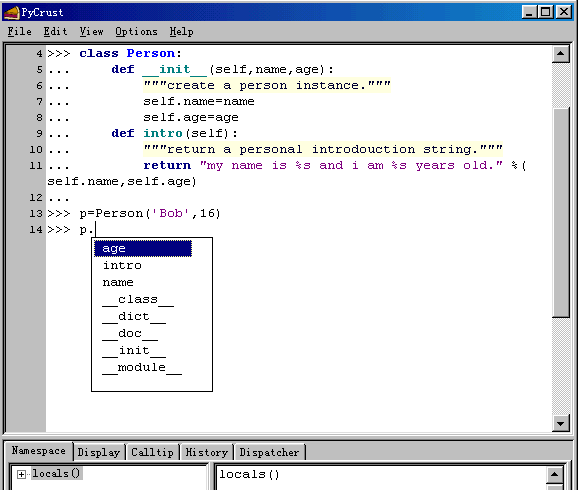 PyCrust
File Edit View Options Help
4 >>> class Person:
5 ...     def __init__(self,name,age):
6 ...         """create a person instance."""
7 ...         self.name=name
8 ...         self.age=age
9 ...     def intro(self):
10 ...         """return a personal introdouction string."""
11 ...         return "my name is %s and i am %s years old." %(
self.name,self.age)
12 ...
13 >>> p=Person('Bob',16)
14 >>> p.
age
intro
name
__class__
__dict__
__doc__
__init__
__module__
Namespace Display Calltip History Dispatcher
locals() locals()